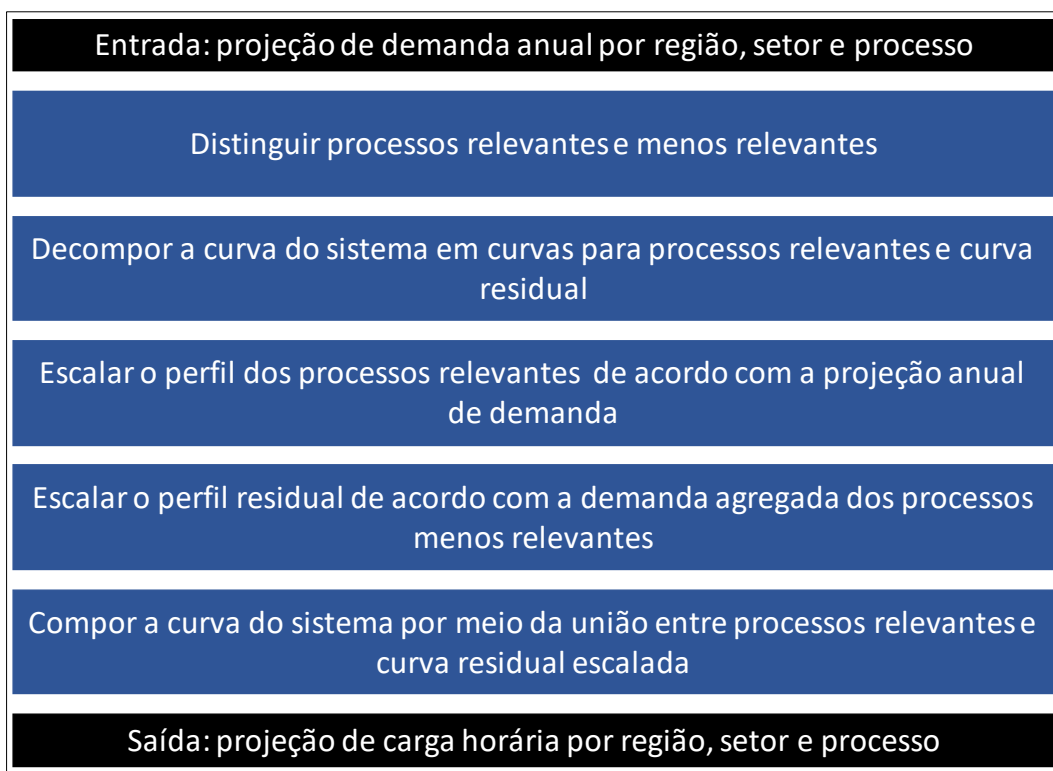 Entrada: projeção de demanda anual por região, setor e processo
Distinguir processos relevantes e menos relevantes
Decompor a curva do sistema em curvas para processos relevantes e curva
residual
Escalar o perfil dos processos relevantes de acordo com a projeção anual
de demanda
Escalar o perfil residual de acordo com a demanda agregada dos processos
menos relevantes
Compor a curva do sistema por meio da união entre processos relevantes e
curva residual escalada
Saída: projeção de carga horária por região, setor e processo